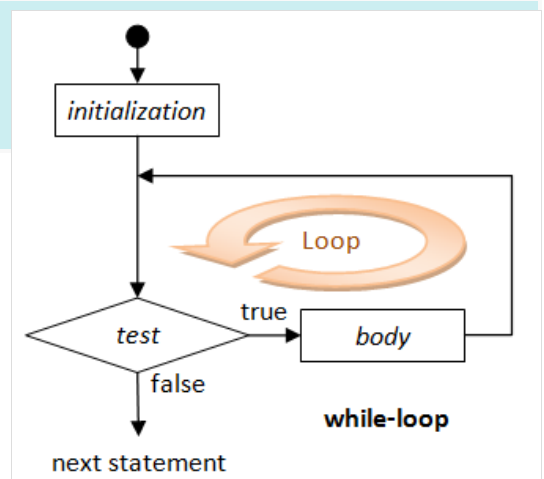 initialization
Loop
test
true
body
false
while-loop
next statement